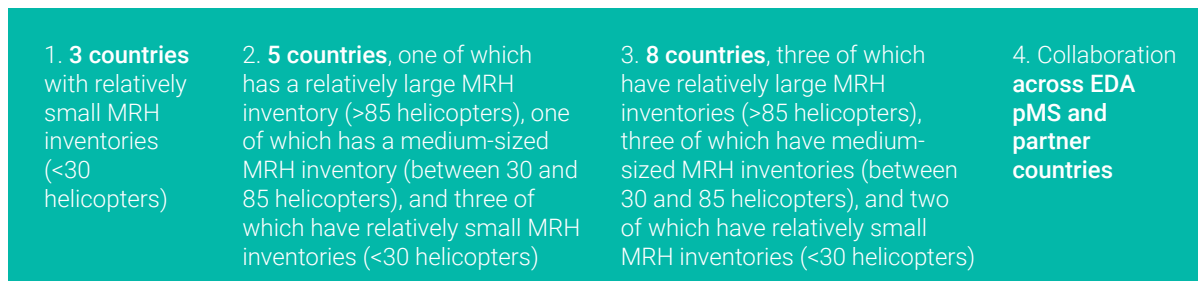 1. 3 countries
with relatively
small MRH
inventories
(<30
helicopters)
2. 5 countries, one of which
has a relatively large MRH
inventory (>85 helicopters), one
of which has a medium-sized
MRH inventory (between 30 and
85 helicopters), and three of
which have relatively small MRH
inventories (<30 helicopters)
3. 8 countries, three of which
have relatively large MRH
inventories (>85 helicopters),
three of which have medium-
sized MRH inventories (between
30 and 85 helicopters), and two
of which have relatively small
MRH inventories (<30 helicopters)
4. Collaboration
across EDA
pMS and
partner
countries